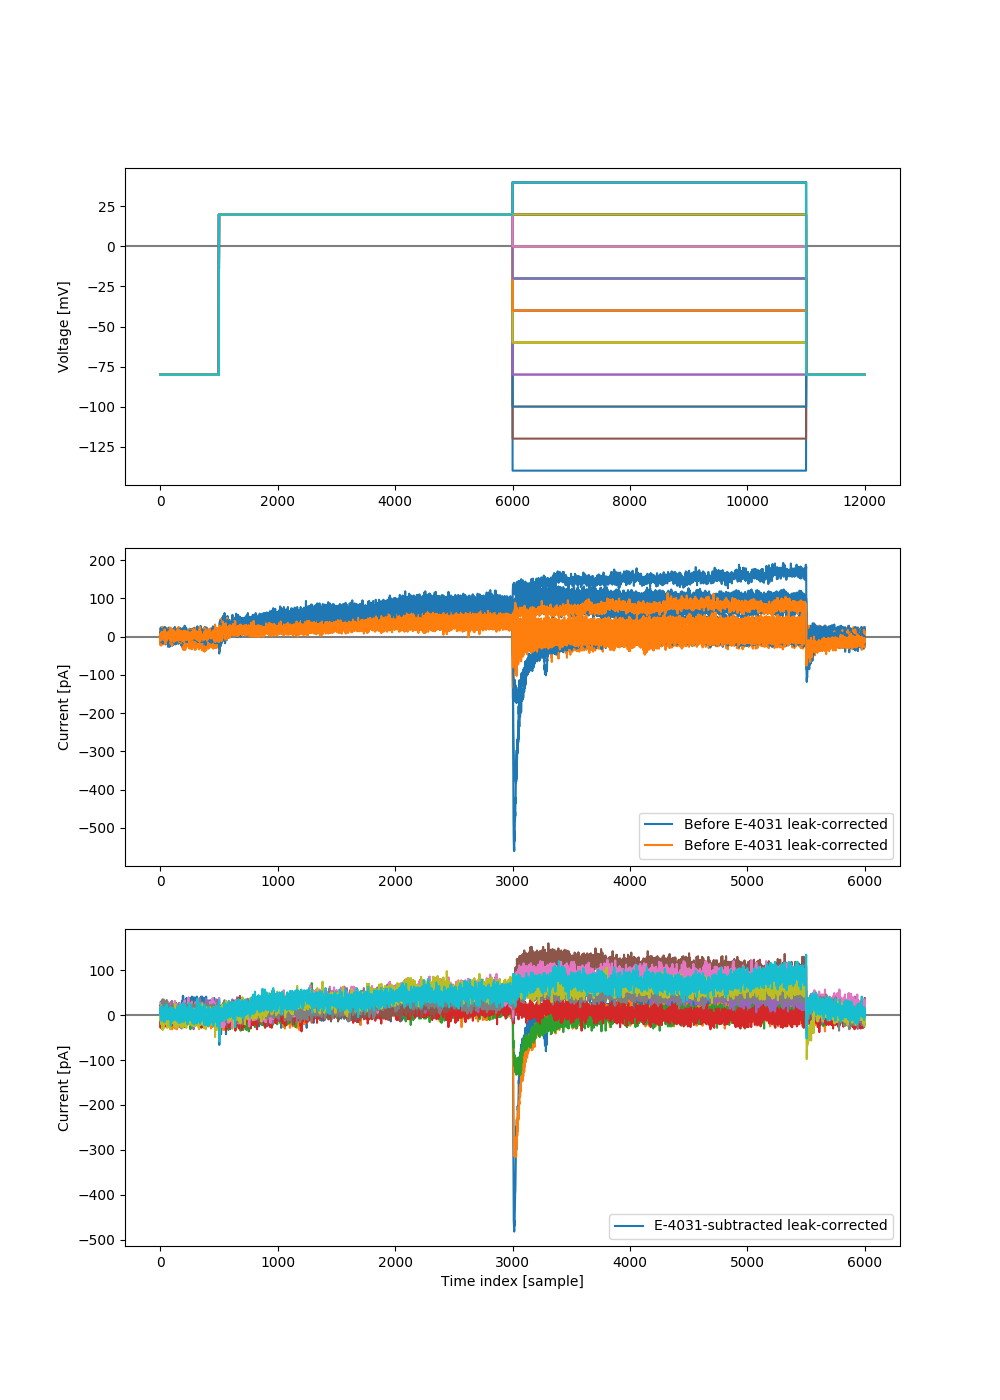 25
0
−25
−50
−75
−100
−125
Voltage [mV]
0 2000 4000 6000 8000 10000 12000
200
100
0
−100
−200
−300
−400
−500
Current [pA]
Before E-4031 leak-corrected
Before E-4031 leak-corrected
0 1000 2000 3000 4000 5000 6000
100
0
−100
−200
−300
−400
−500
Current [pA]
E-4031-subtracted leak-corrected
0 1000 2000 3000 4000 5000 6000
Time index [sample]